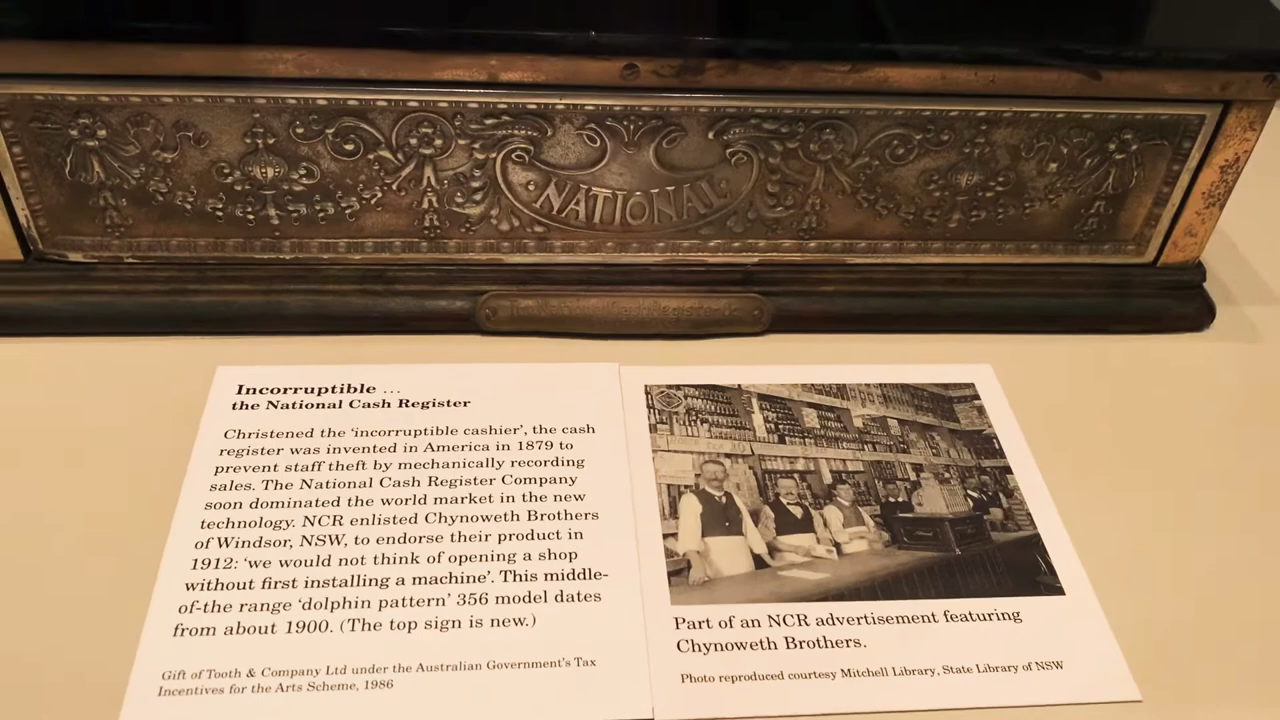 NATIONAL
The National Cash Register Co
Incorruptible ...
the National Cash Register
Christened the ‘incorruptible cashier’, the cash
register was invented in America in 1879 to
prevent staff theft by mechanically recording
sales. The National Cash Register Company
soon dominated the world market in the new
technology. NCR enlisted Chynoweth Brothers
of Windsor, NSW, to endorse their product in
1912: ‘we would not think of opening a shop
without first installing a machine’. This middle-
of-the range ‘dolphin pattern’ 356 model dates
from about 1900. (The top sign is new.)
Gift of Tooth & Company Ltd under the Australian Government's Tax
Incentives for the Arts Scheme, 1986
Part of an NCR advertisement featuring
Chynoweth Brothers.
Photo reproduced courtesy Mitchell Library, State Library of NSW